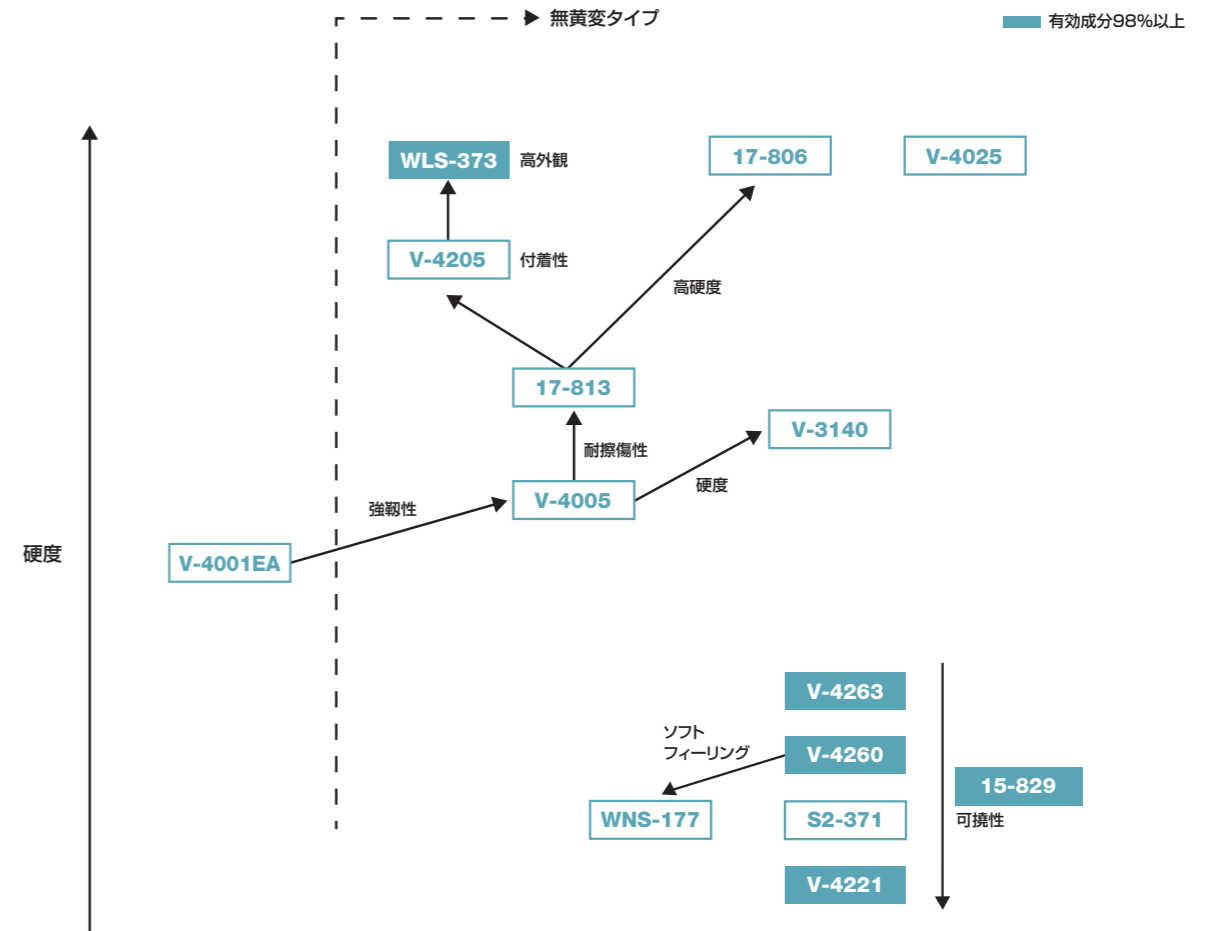 無黄変タイプ
有効成分98%以上
WLS-373
高外観
17-806
V-4025
V-4205
付着性
高硬度
17-813
V-3140
耐擦傷性
硬度
V-4005
強靱性
硬度
V-4001EA
V-4263
ソフト
フィーリング
V-4260
15-829
WNS-177
S2-371
可撓性
V-4221